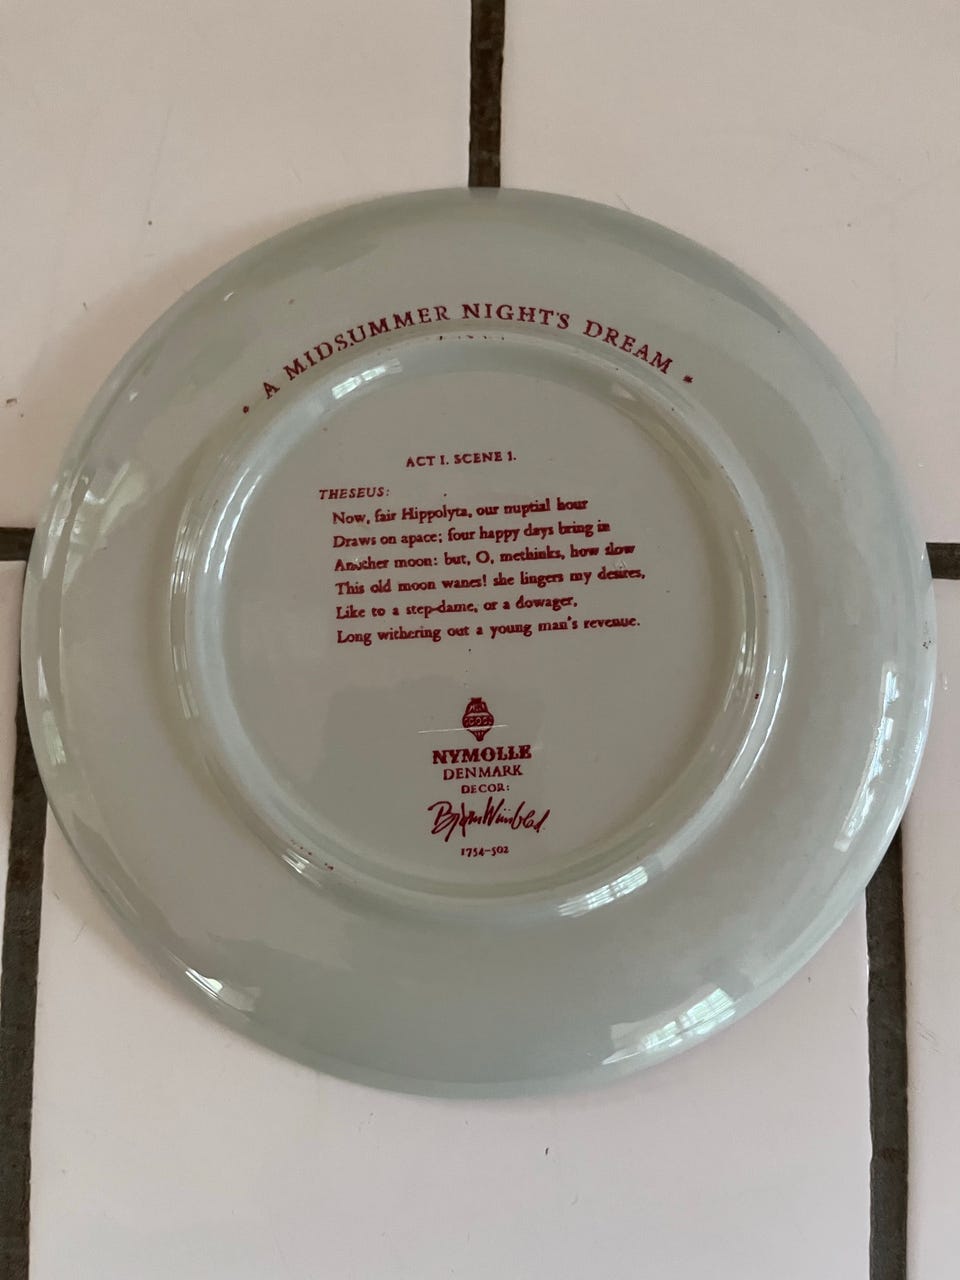 * A MIDSUMMER NIGHT'S DREAM *
ACT I. SCENE 1.
THESEUS:
Now, fair Hippolyta, our nuptial hour
Draws on apace; four happy days bring in
Another moon: but, O, methinks, how slow
This old moon wanes! she lingers my desires,
Like to a step-dame, or a dowager,
Long withering out a young man's revenue.
NYMOLLE
DENMARK
DECOR:
Bjørn Wiinblad
1754-502